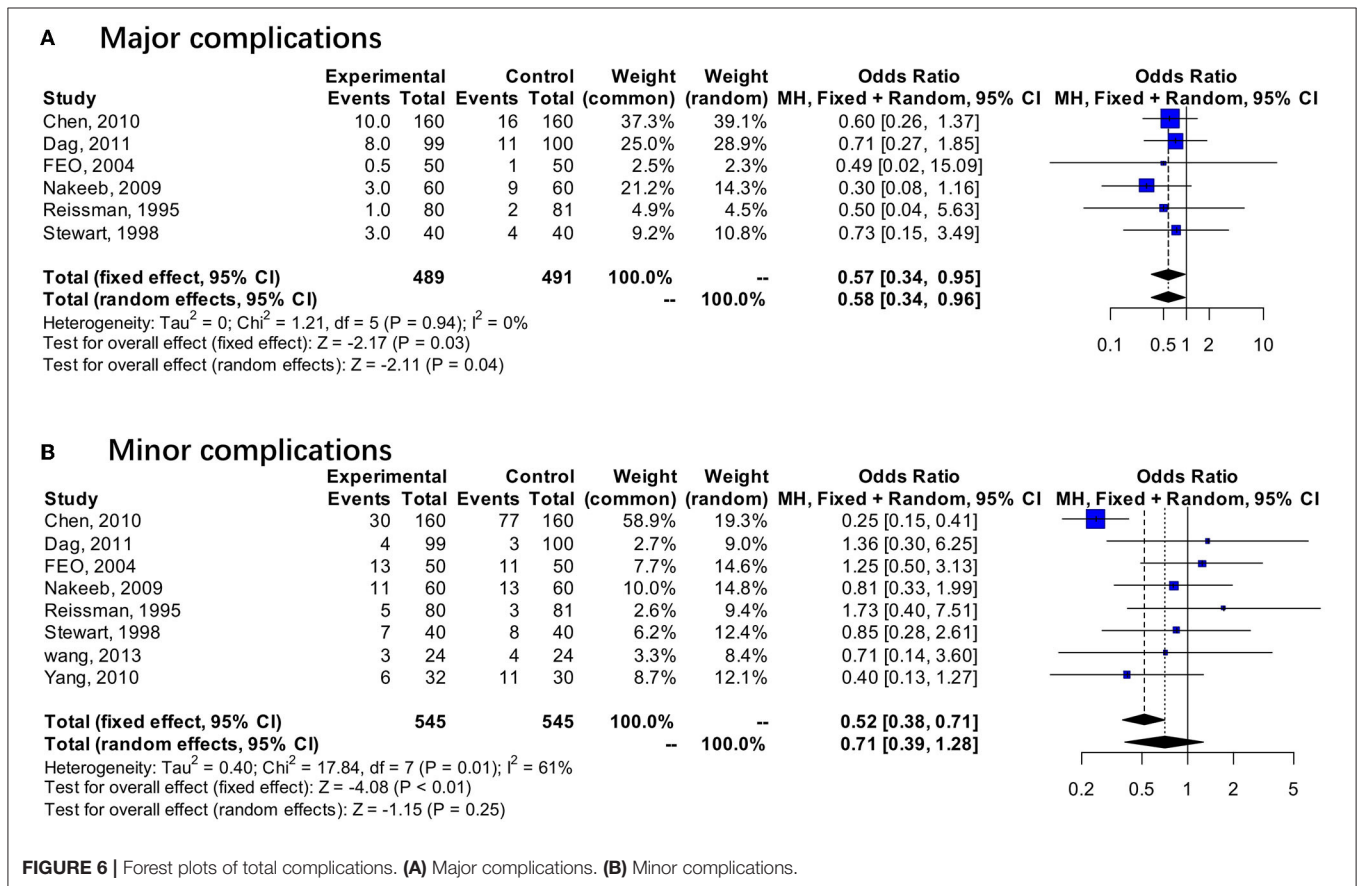 A Major complications
Experimental Control Weight Weight Odds Ratio Odds Ratio
Study Events Total Events Total (common) (random) MH, Fixed + Random, 95% CI MH, Fixed + Random, 95% CI
Chen, 2010 10.0 160 16 160 37.3% 39.1% 0.60 [0.26, 1.37]
Dag, 2011 8.0 99 11 100 25.0% 28.9% 0.71 [0.27, 1.85]
FEO, 2004 0.5 50 1 50 2.5% 2.3% 0.49 [0.02, 15.09]
Nakeeb, 2009 3.0 60 9 60 21.2% 14.3% 0.30 [0.08, 1.16]
Reissman, 1995 1.0 80 2 81 4.9% 4.5% 0.50 [0.04, 5.63]
Stewart, 1998 3.0 40 4 40 9.2% 10.8% 0.73 [0.15, 3.49]
Total (fixed effect, 95% CI) 489 491 100.0% -- 0.57 [0.34, 0.95]
Total (random effects, 95% CI) -- 100.0% 0.58 [0.34, 0.96]
Heterogeneity: Tau² = 0; Chi² = 1.21, df = 5 (P = 0.94); I² = 0%
Test for overall effect (fixed effect): Z = -2.17 (P = 0.03)
Test for overall effect (random effects): Z = -2.11 (P = 0.04)
0.1 0.5 1 2 10
B Minor complications
Experimental Control Weight Weight Odds Ratio Odds Ratio
Study Events Total Events Total (common) (random) MH, Fixed + Random, 95% CI MH, Fixed + Random, 95% CI
Chen, 2010 30 160 77 160 58.9% 19.3% 0.25 [0.15, 0.41]
Dag, 2011 4 99 3 100 2.7% 9.0% 1.36 [0.30, 6.25]
FEO, 2004 13 50 11 50 7.7% 14.6% 1.25 [0.50, 3.13]
Nakeeb, 2009 11 60 13 60 10.0% 14.8% 0.81 [0.33, 1.99]
Reissman, 1995 5 80 3 81 2.6% 9.4% 1.73 [0.40, 7.51]
Stewart, 1998 7 40 8 40 6.2% 12.4% 0.85 [0.28, 2.61]
wang, 2013 3 24 4 24 3.3% 8.4% 0.71 [0.14, 3.60]
Yang, 2010 6 32 11 30 8.7% 12.1% 0.40 [0.13, 1.27]
Total (fixed effect, 95% CI) 545 545 100.0% -- 0.52 [0.38, 0.71]
Total (random effects, 95% CI) -- 100.0% 0.71 [0.39, 1.28]
Heterogeneity: Tau² = 0.40; Chi² = 17.84, df = 7 (P = 0.01); I² = 61%
Test for overall effect (fixed effect): Z = -4.08 (P < 0.01)
Test for overall effect (random effects): Z = -1.15 (P = 0.25)
0.2 0.5 1 2 5
FIGURE 6 | Forest plots of total complications. (A) Major complications. (B) Minor complications.